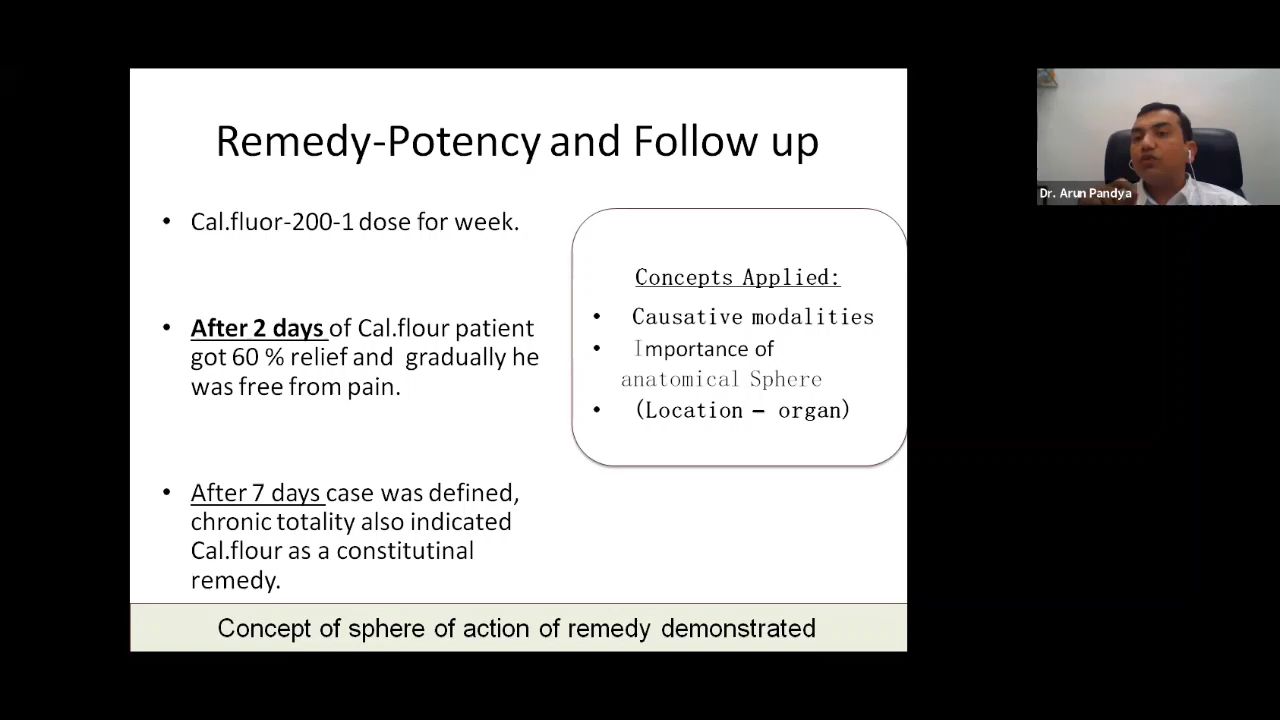 Remedy-Potency and Follow up
• Cal.fluor-200-1 dose for week.
• After 2 days of Cal.flour patient
got 60 % relief and gradually he
was free from pain.
• After 7 days case was defined,
chronic totality also indicated
Cal.flour as a constitutinal
remedy.
Concepts Applied:
• Causative modalities
• Importance of
anatomical Sphere
• (Location – organ)
Concept of sphere of action of remedy demonstrated
Dr. Arun Pandya